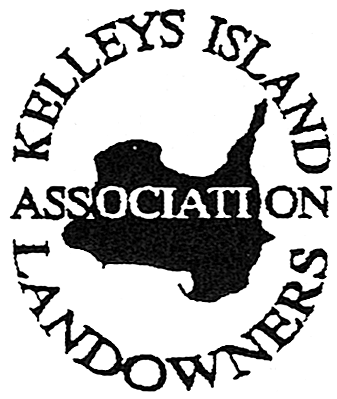 KELLEYS ISLAND
ASSOCIATION
LANDOWNERS